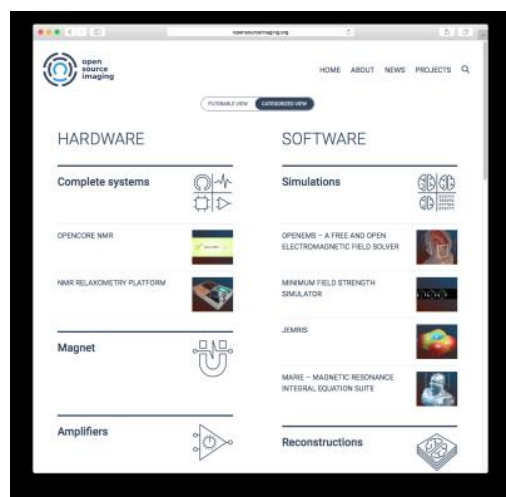 opensourceimaging.org
open
source
imaging
HOME ABOUT NEWS PROJECTS
FILTERABLE VIEW CATEGORIZED VIEW
HARDWARE
Complete systems
OPENCORE NMR
NMR RELAXOMETRY PLATFORM
Magnet
Amplifiers
SOFTWARE
Simulations
OPENEMS – A FREE AND OPEN
ELECTROMAGNETIC FIELD SOLVER
MINIMUM FIELD STRENGTH
SIMULATOR
JEMRIS
MARIE – MAGNETIC RESONANCE
INTEGRAL EQUATION SUITE
Reconstructions